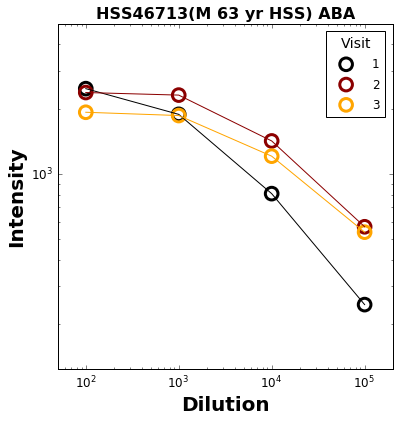 HSS46713(M 63 yr HSS) ABA
Visit
1
2
3
Intensity
10³
10² 10³ 10⁴ 10⁵
Dilution